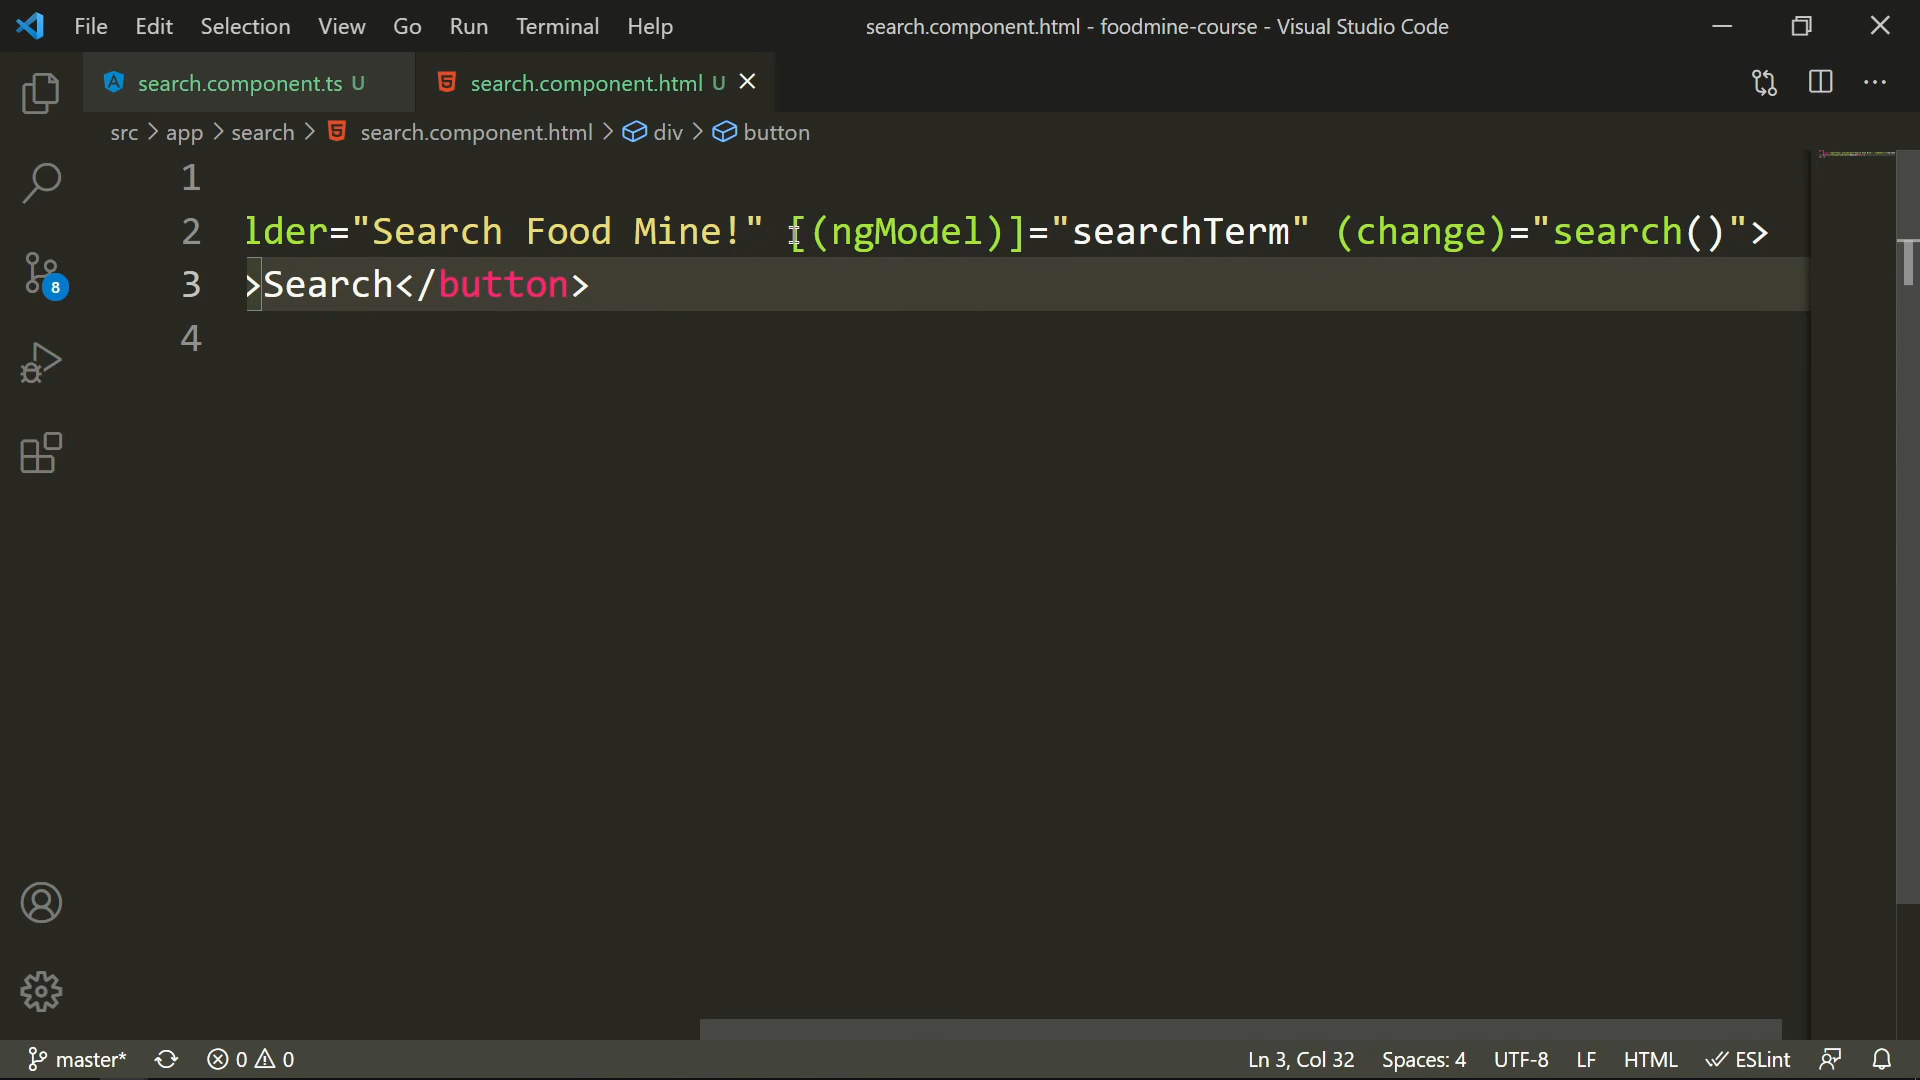 File Edit Selection View Go Run Terminal Help search.component.html - foodmine-course - Visual Studio Code
search.component.ts U search.component.html U
src > app > search > search.component.html > div > button
1
2 lder="Search Food Mine!" [(ngModel)]="searchTerm" (change)="search()">
3 >Search</button>
4
8
master* 0 0 Ln 3, Col 32 Spaces: 4 UTF-8 LF HTML ESLint